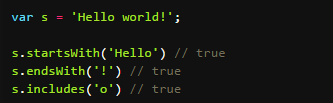 var s = 'Hello world!';
s.startsWith('Hello') // true
s.endsWith('!') // true
s.includes('o') // true